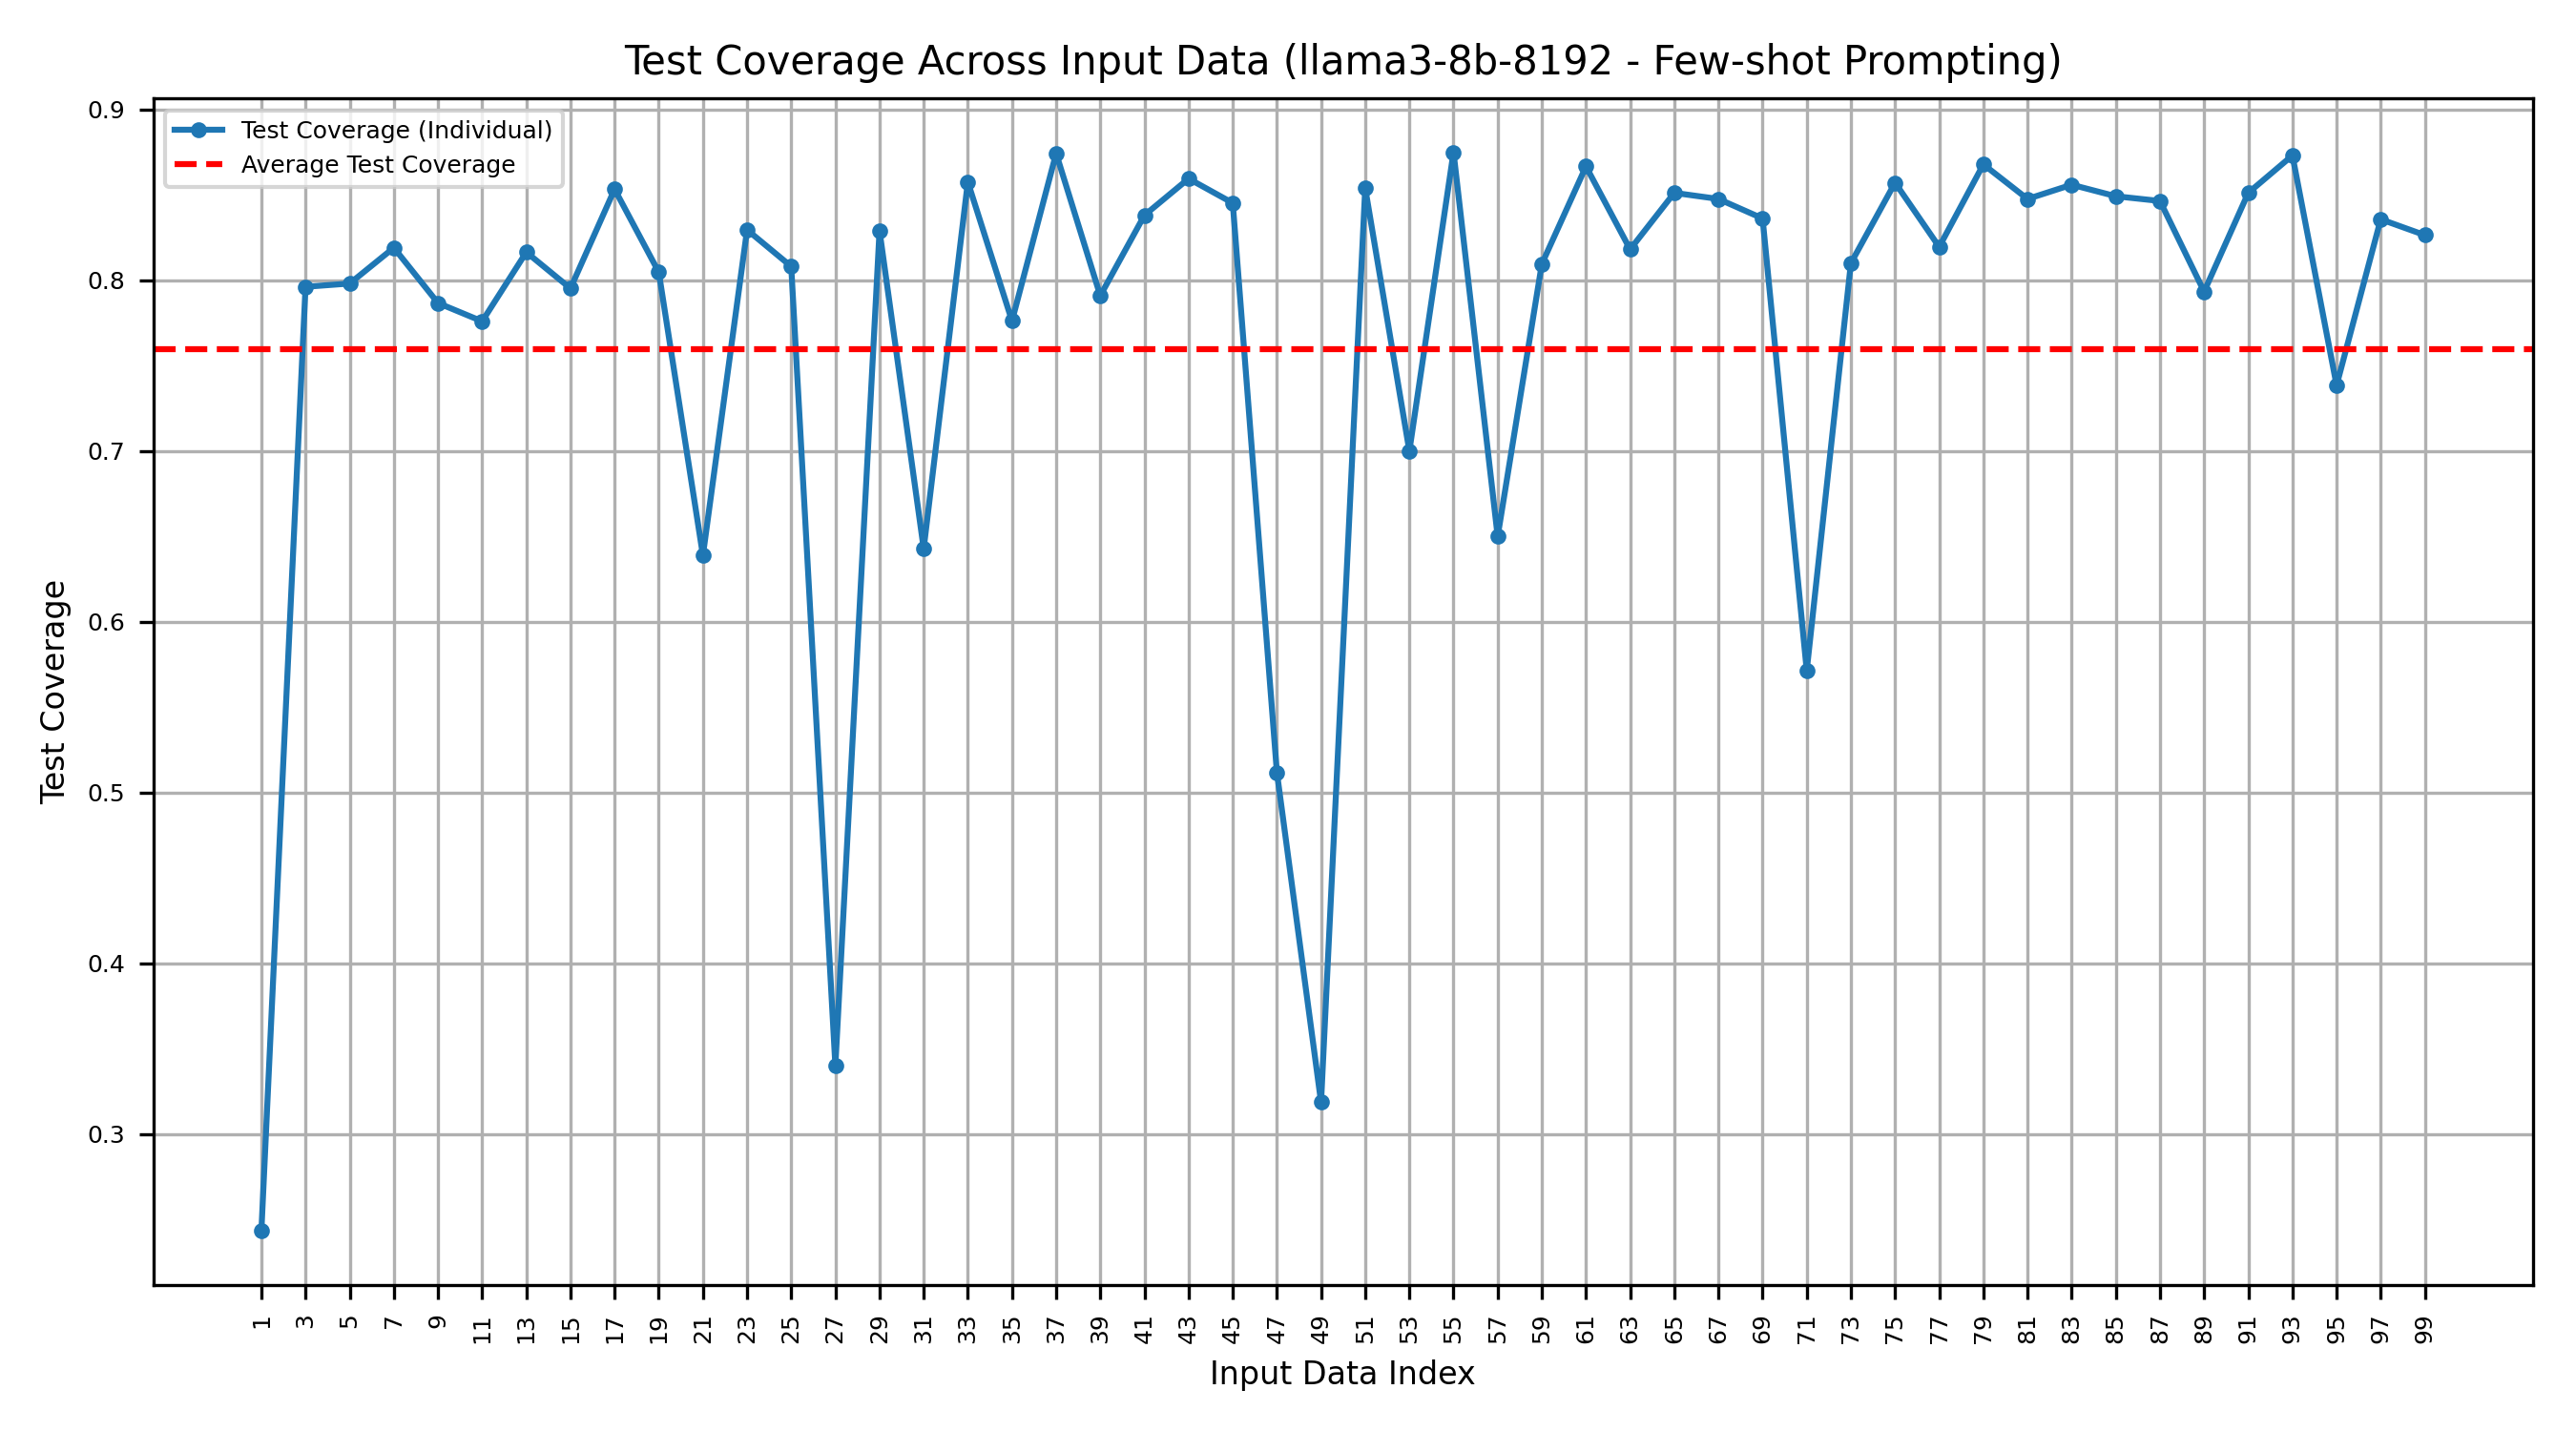 Test Coverage Across Input Data (llama3-8b-8192 - Few-shot Prompting)
Test Coverage (Individual)
Average Test Coverage
Test Coverage
0.9
0.8
0.7
0.6
0.5
0.4
0.3
1 3 5 7 9 11 13 15 17 19 21 23 25 27 29 31 33 35 37 39 41 43 45 47 49 51 53 55 57 59 61 63 65 67 69 71 73 75 77 79 81 83 85 87 89 91 93 95 97 99
Input Data Index